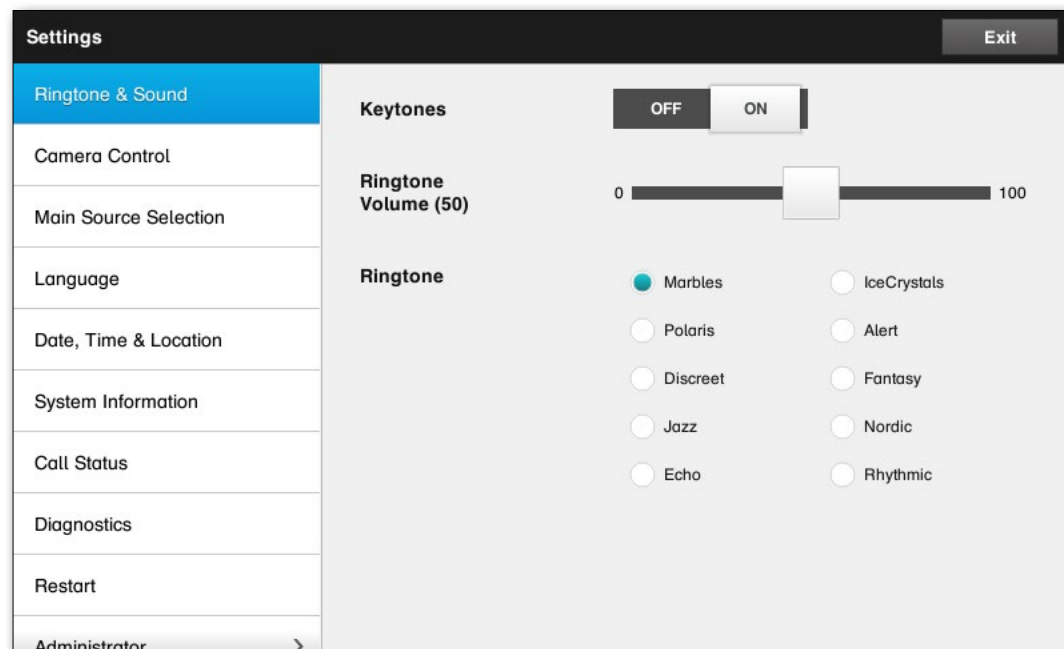 Settings
Exit
Ringtone & Sound
Camera Control
Main Source Selection
Language
Date, Time & Location
System Information
Call Status
Diagnostics
Restart
Administrator
Keytones
OFF ON
Ringtone
Volume (50)
0 100
Ringtone
Marbles IceCrystals
Polaris Alert
Discreet Fantasy
Jazz Nordic
Echo Rhythmic